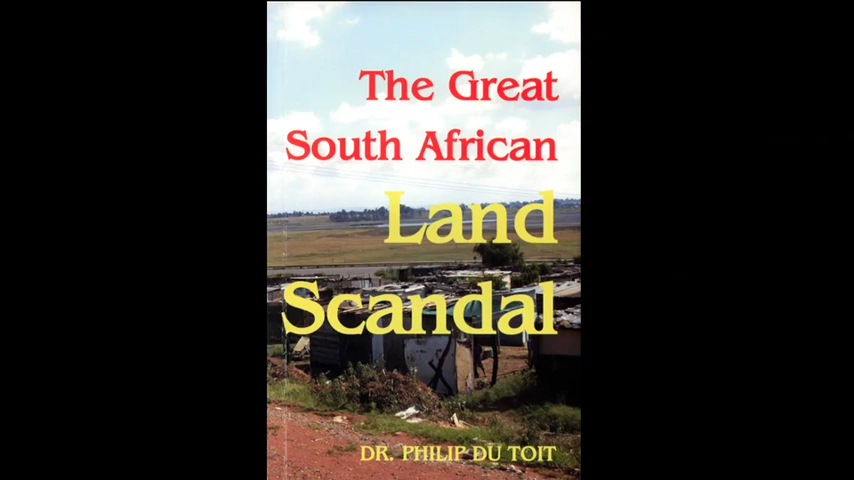 The Great
South African
Land
Scandal
DR. PHILIP DU TOIT